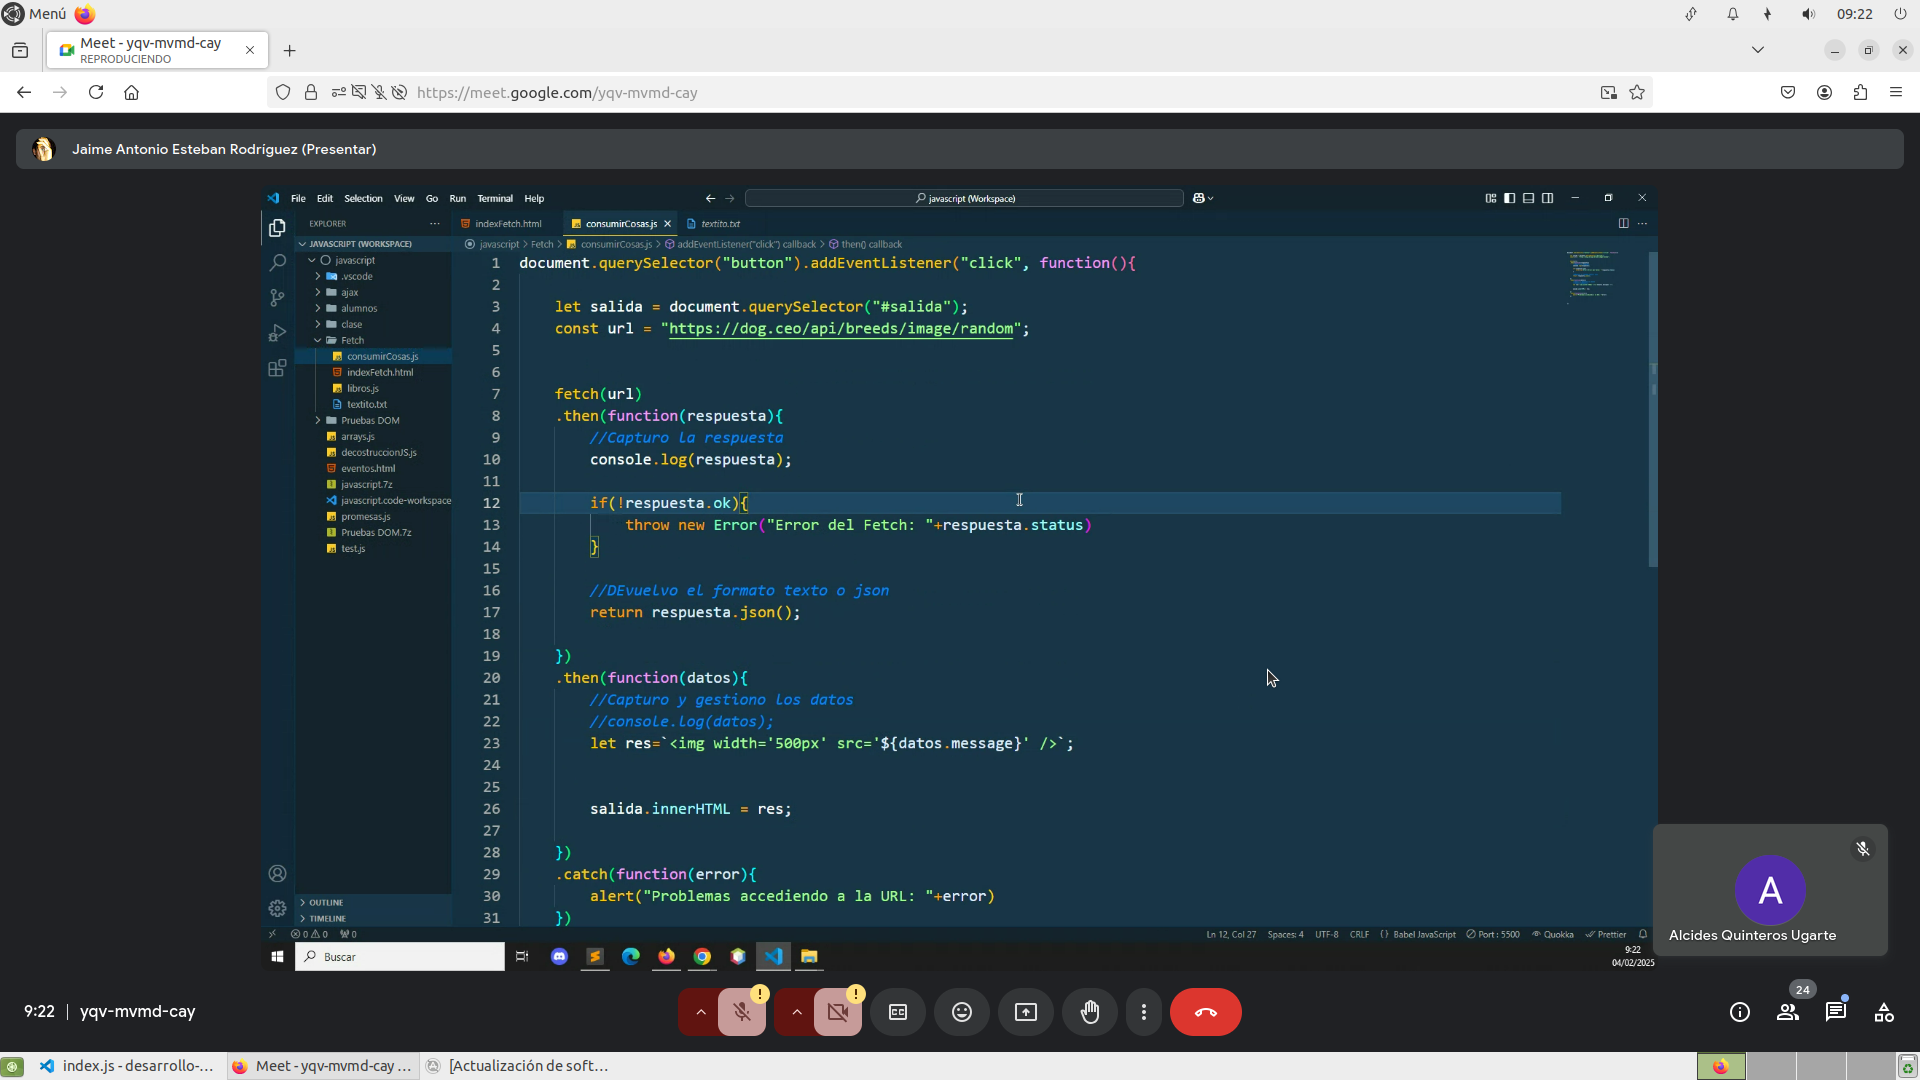 Menú
09:22
Meet - yqv-mvmd-cay
REPRODUCIENDO
https://meet.google.com/yqv-mvmd-cay
Jaime Antonio Esteban Rodríguez (Presentar)
File Edit Selection View Go Run Terminal Help
javascript (Workspace)
EXPLORER
indexFetch.html
consumirCosas.js
textito.txt
JAVASCRIPT (WORKSPACE)
javascript > Fetch > consumirCosas.js > addEventListener("click") callback > then() callback
javascript
.vscode
ajax
alumnos
clase
Fetch
consumirCosas.js
indexFetch.html
libros.js
textito.txt
Pruebas DOM
arrays.js
decostruccionJS.js
eventos.html
javascript.7z
javascript.code-workspace
promesas.js
Pruebas DOM.7z
test.js
OUTLINE
TIMELINE
1 document.querySelector("button").addEventListener("click", function(){
2
3 let salida = document.querySelector("#salida");
4 const url = "https://dog.ceo/api/breeds/image/random";
5
6
7 fetch(url)
8 .then(function(respuesta){
9 //Capturo la respuesta
10 console.log(respuesta);
11
12 if(!respuesta.ok){
13 throw new Error("Error del Fetch: "+respuesta.status)
14 }
15
16 //DEvuelvo el formato texto o json
17 return respuesta.json();
18
19 })
20 .then(function(datos){
21 //Capturo y gestiono los datos
22 //console.log(datos);
23 let res=`<img width='500px' src='${datos.message}' />`;
24
25
26 salida.innerHTML = res;
27
28 })
29 .catch(function(error){
30 alert("Problemas accediendo a la URL: "+error)
31 })
0 0 0
Ln 12, Col 27 Spaces: 4 UTF-8 CRLF {} Babel JavaScript Port : 5500 Quokka Prettier
Buscar
9:22
04/02/2025
A
Alcides Quinteros Ugarte
9:22 | yqv-mvmd-cay
24
index.js - desarrollo-...
Meet - yqv-mvmd-cay ...
[Actualización de soft...